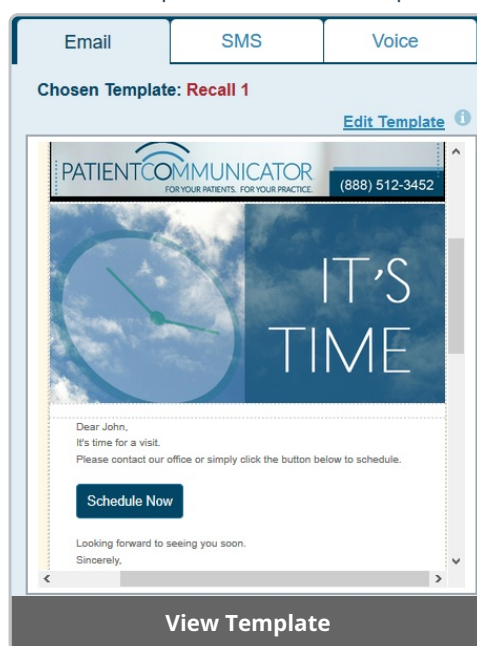 Email SMS Voice
Chosen Template: Recall 1
Edit Template i
PATIENTCOMMUNICATOR
FOR YOUR PATIENTS. FOR YOUR PRACTICE.
(888) 512-3452
IT'S
TIME
Dear John,
It's time for a visit.
Please contact our office or simply click the button below to schedule.
Schedule Now
Looking forward to seeing you soon.
Sincerely,
View Template